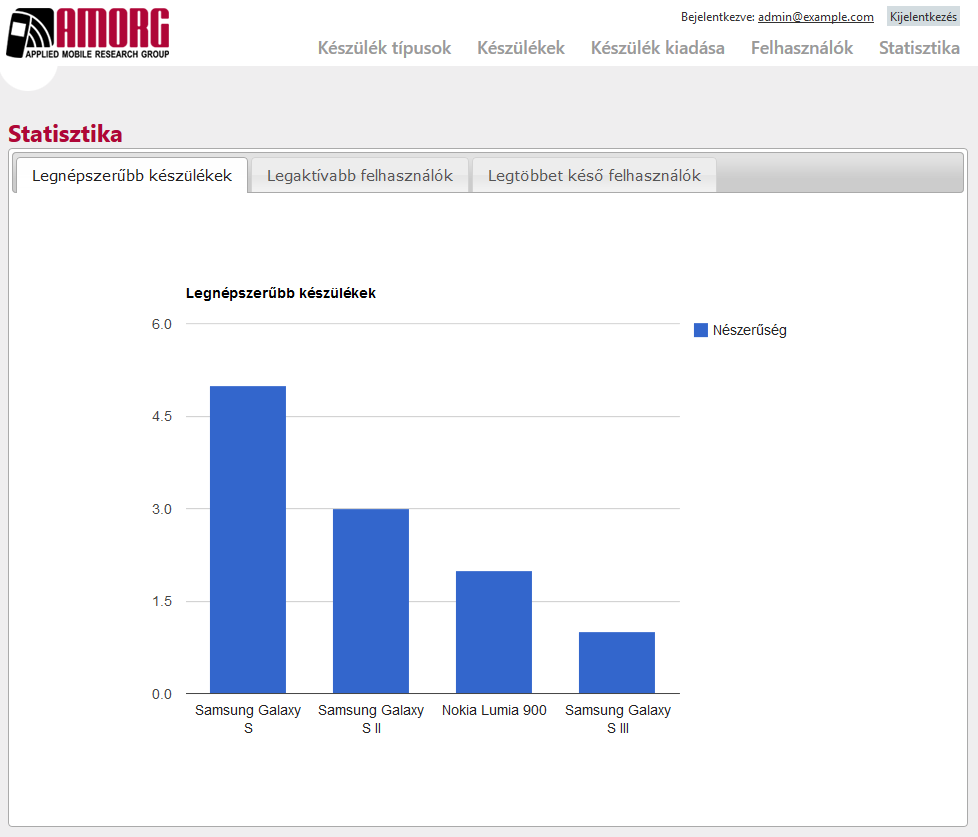 AMORG
APPLIED MOBILE RESEARCH GROUP
Bejelentkezve: admin@example.com Kijelentkezés
Készülék típusok Készülékek Készülék kiadása Felhasználók Statisztika
Statisztika
Legnépszerűbb készülékek Legaktívabb felhasználók Legtöbbet késő felhasználók
Legnépszerűbb készülékek
6.0
Nészerűség
4.5
3.0
1.5
0.0
Samsung Galaxy S
Samsung Galaxy S II
Nokia Lumia 900
Samsung Galaxy S III